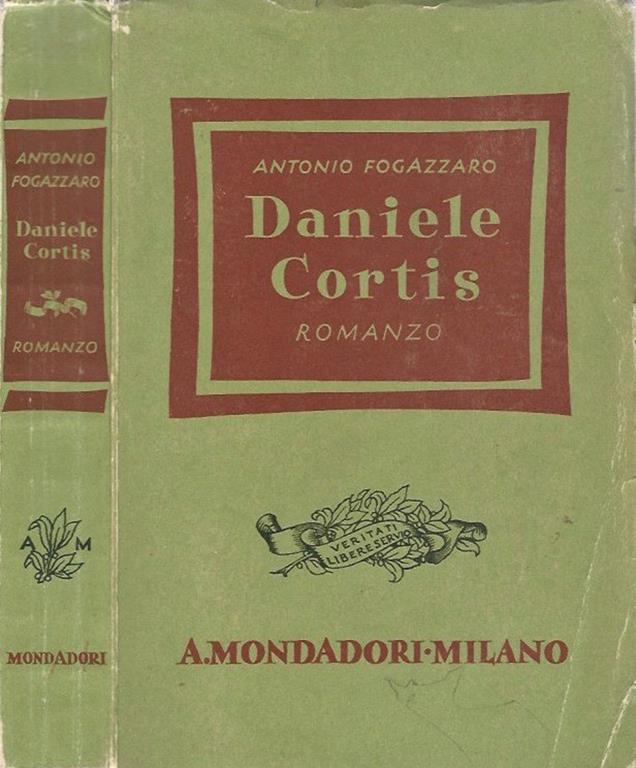 ANTONIO
FOGAZZARO
Daniele
Cortis
ROMANZO
A M
MONDADORI
ANTONIO FOGAZZARO
Daniele
Cortis
ROMANZO
VERITATI
LIBERE SERVIO
A. MONDADORI·MILANO